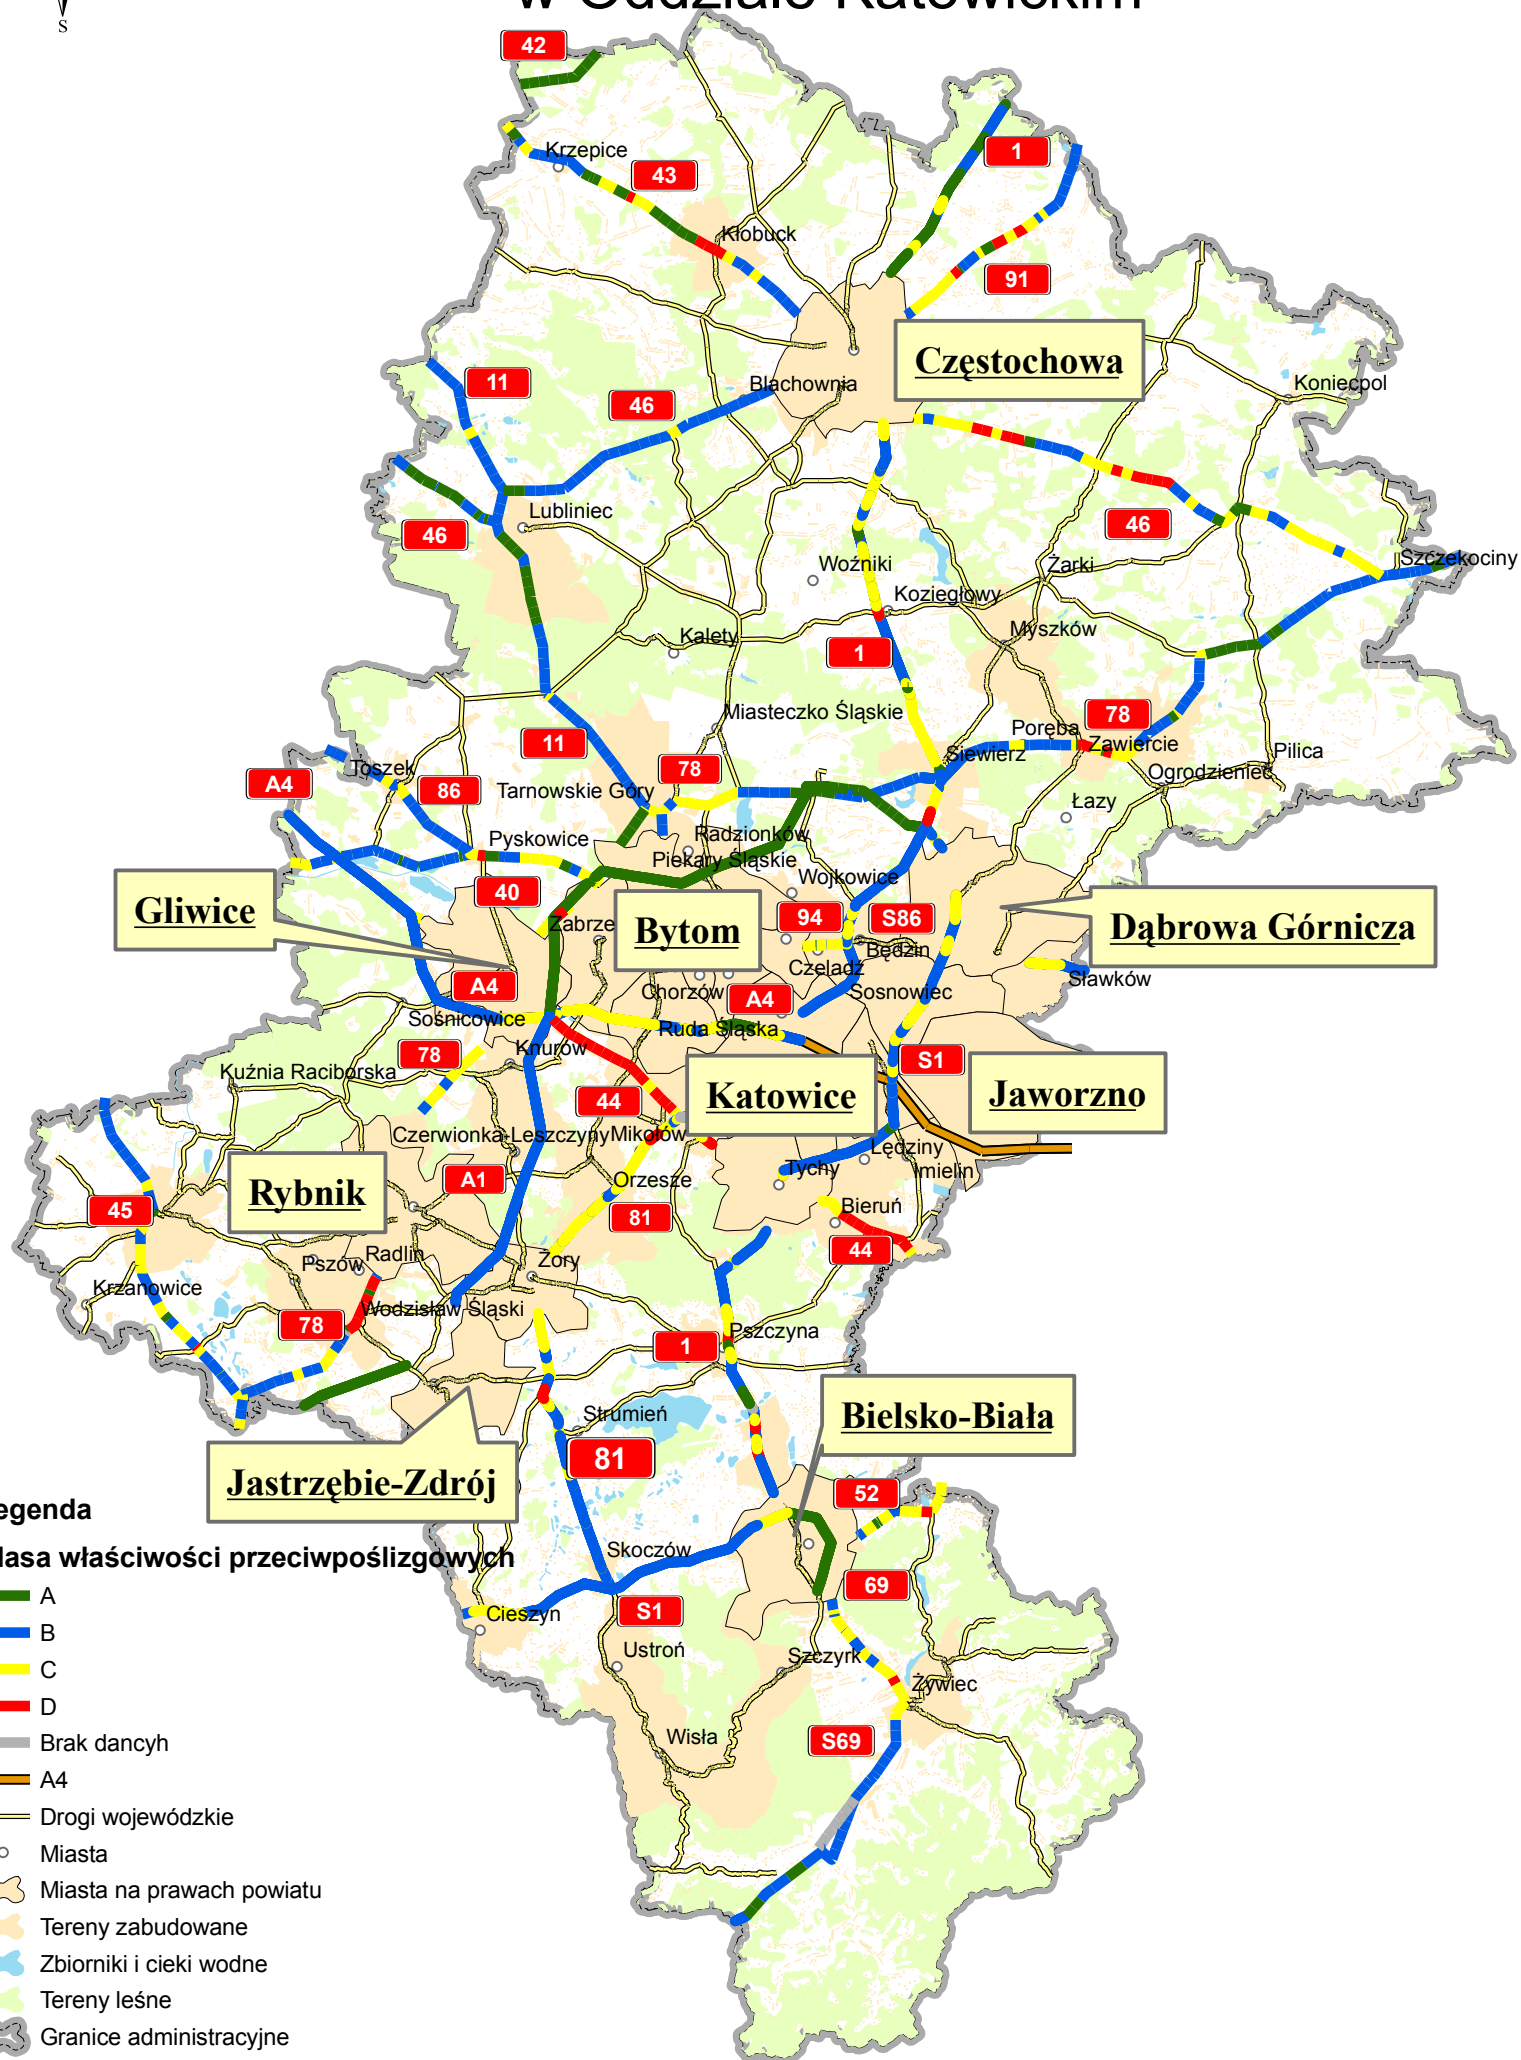 S
w Oddziale Katowickim
42
1
Krzepice
43
Kłobuck
91
Częstochowa
11
Blachownia
Koniecpol
46
Lubliniec
46
46
Szczekociny
Woźniki
Żarki
Koziegłowy
Myszków
Kalety
1
Miasteczko Śląskie
78
Poręba
11
Zawiercie
Siewierz
Pilica
Toszek
78
Ogrodzieniec
A4
86
Tarnowskie Góry
Łazy
Radzionków
Pyskowice
Piekary Śląskie
Wojkowice
40
Gliwice
94
S86
Zabrze
Bytom
Dąbrowa Górnicza
Będzin
Czeladź
Sławków
A4
Chorzów
A4
Sosnowiec
Sośnicowice
Ruda Śląska
78
Knurów
S1
Kuźnia Raciborska
Katowice
Jaworzno
44
Czerwionka-Leszczyny
Mikołów
Lędziny
Tychy
Imielin
A1
Orzesze
Rybnik
45
Bieruń
81
44
Radlin
Pszów
Żory
Krzanowice
Wodzisław Śląski
78
Pszczyna
1
Strumień
Bielsko-Biała
81
Jastrzębie-Zdrój
52
egenda
lasa właściwości przeciwpoślizgowych
Skoczów
69
A
S1
Cieszyn
B
Ustroń
Szczyrk
C
Żywiec
D
Wisła
S69
Brak dancyh
A4
Drogi wojewódzkie
Miasta
Miasta na prawach powiatu
Tereny zabudowane
Zbiorniki i cieki wodne
Tereny leśne
Granice administracyjne